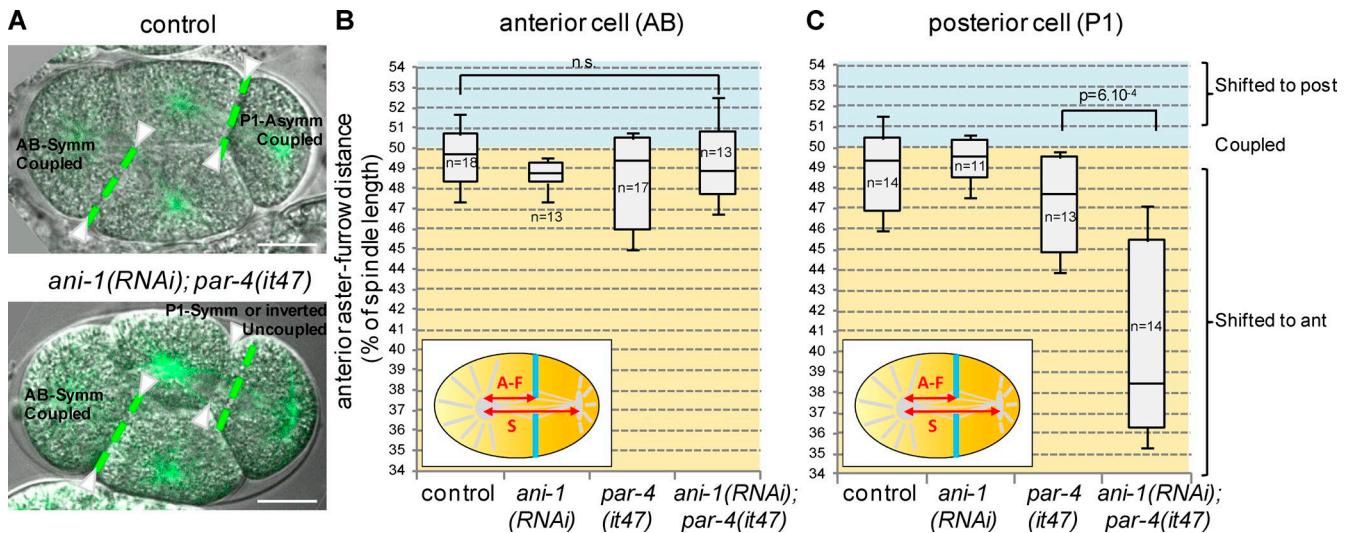 A
control
AB-Symm
Coupled
P1-Asymm
Coupled
ani-1(RNAi); par-4(it47)
P1-Symm or inverted
Uncoupled
AB-Symm
Coupled
B
anterior cell (AB)
anterior aster-furrow distance
(% of spindle length)
54
53
52
51
50
49
48
47
46
45
44
43
42
41
40
39
38
37
36
35
34
n.s.
n=18
n=13
n=17
n=13
A-F
S
control
ani-1
(RNAi)
par-4
(it47)
ani-1(RNAi);
par-4(it47)
C
posterior cell (P1)
54
53
52
51
50
49
48
47
46
45
44
43
42
41
40
39
38
37
36
35
34
p=6.10-4
n=14
n=11
n=13
n=14
A-F
S
control
ani-1
(RNAi)
par-4
(it47)
ani-1(RNAi);
par-4(it47)
Shifted to post
Coupled
Shifted to ant